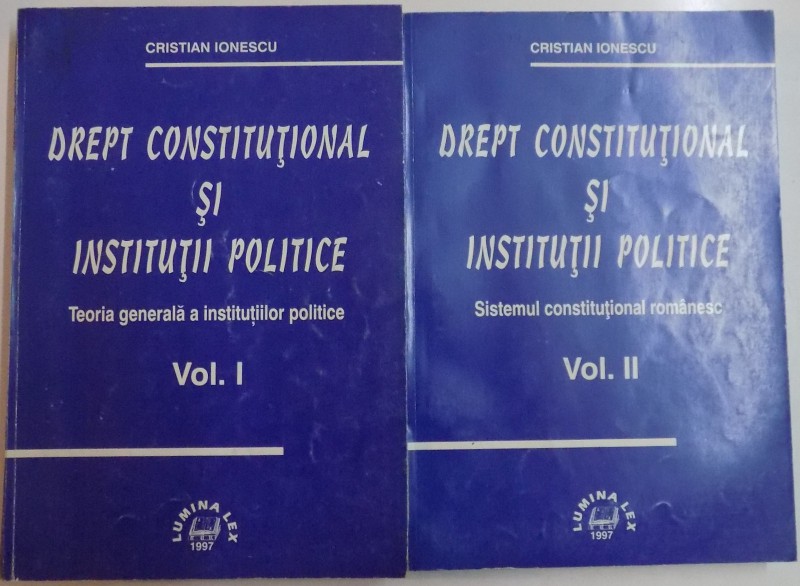 CRISTIAN IONESCU
DREPT CONSTITUŢIONAL
ŞI
INSTITUŢII POLITICE
Teoria generală a instituțiilor politice
Vol. I
LUMINA LEX
1997
CRISTIAN IONESCU
DREPT CONSTITUŢIONAL
ŞI
INSTITUŢII POLITICE
Sistemul constituţional românesc
Vol. II
LUMINA LEX
1997